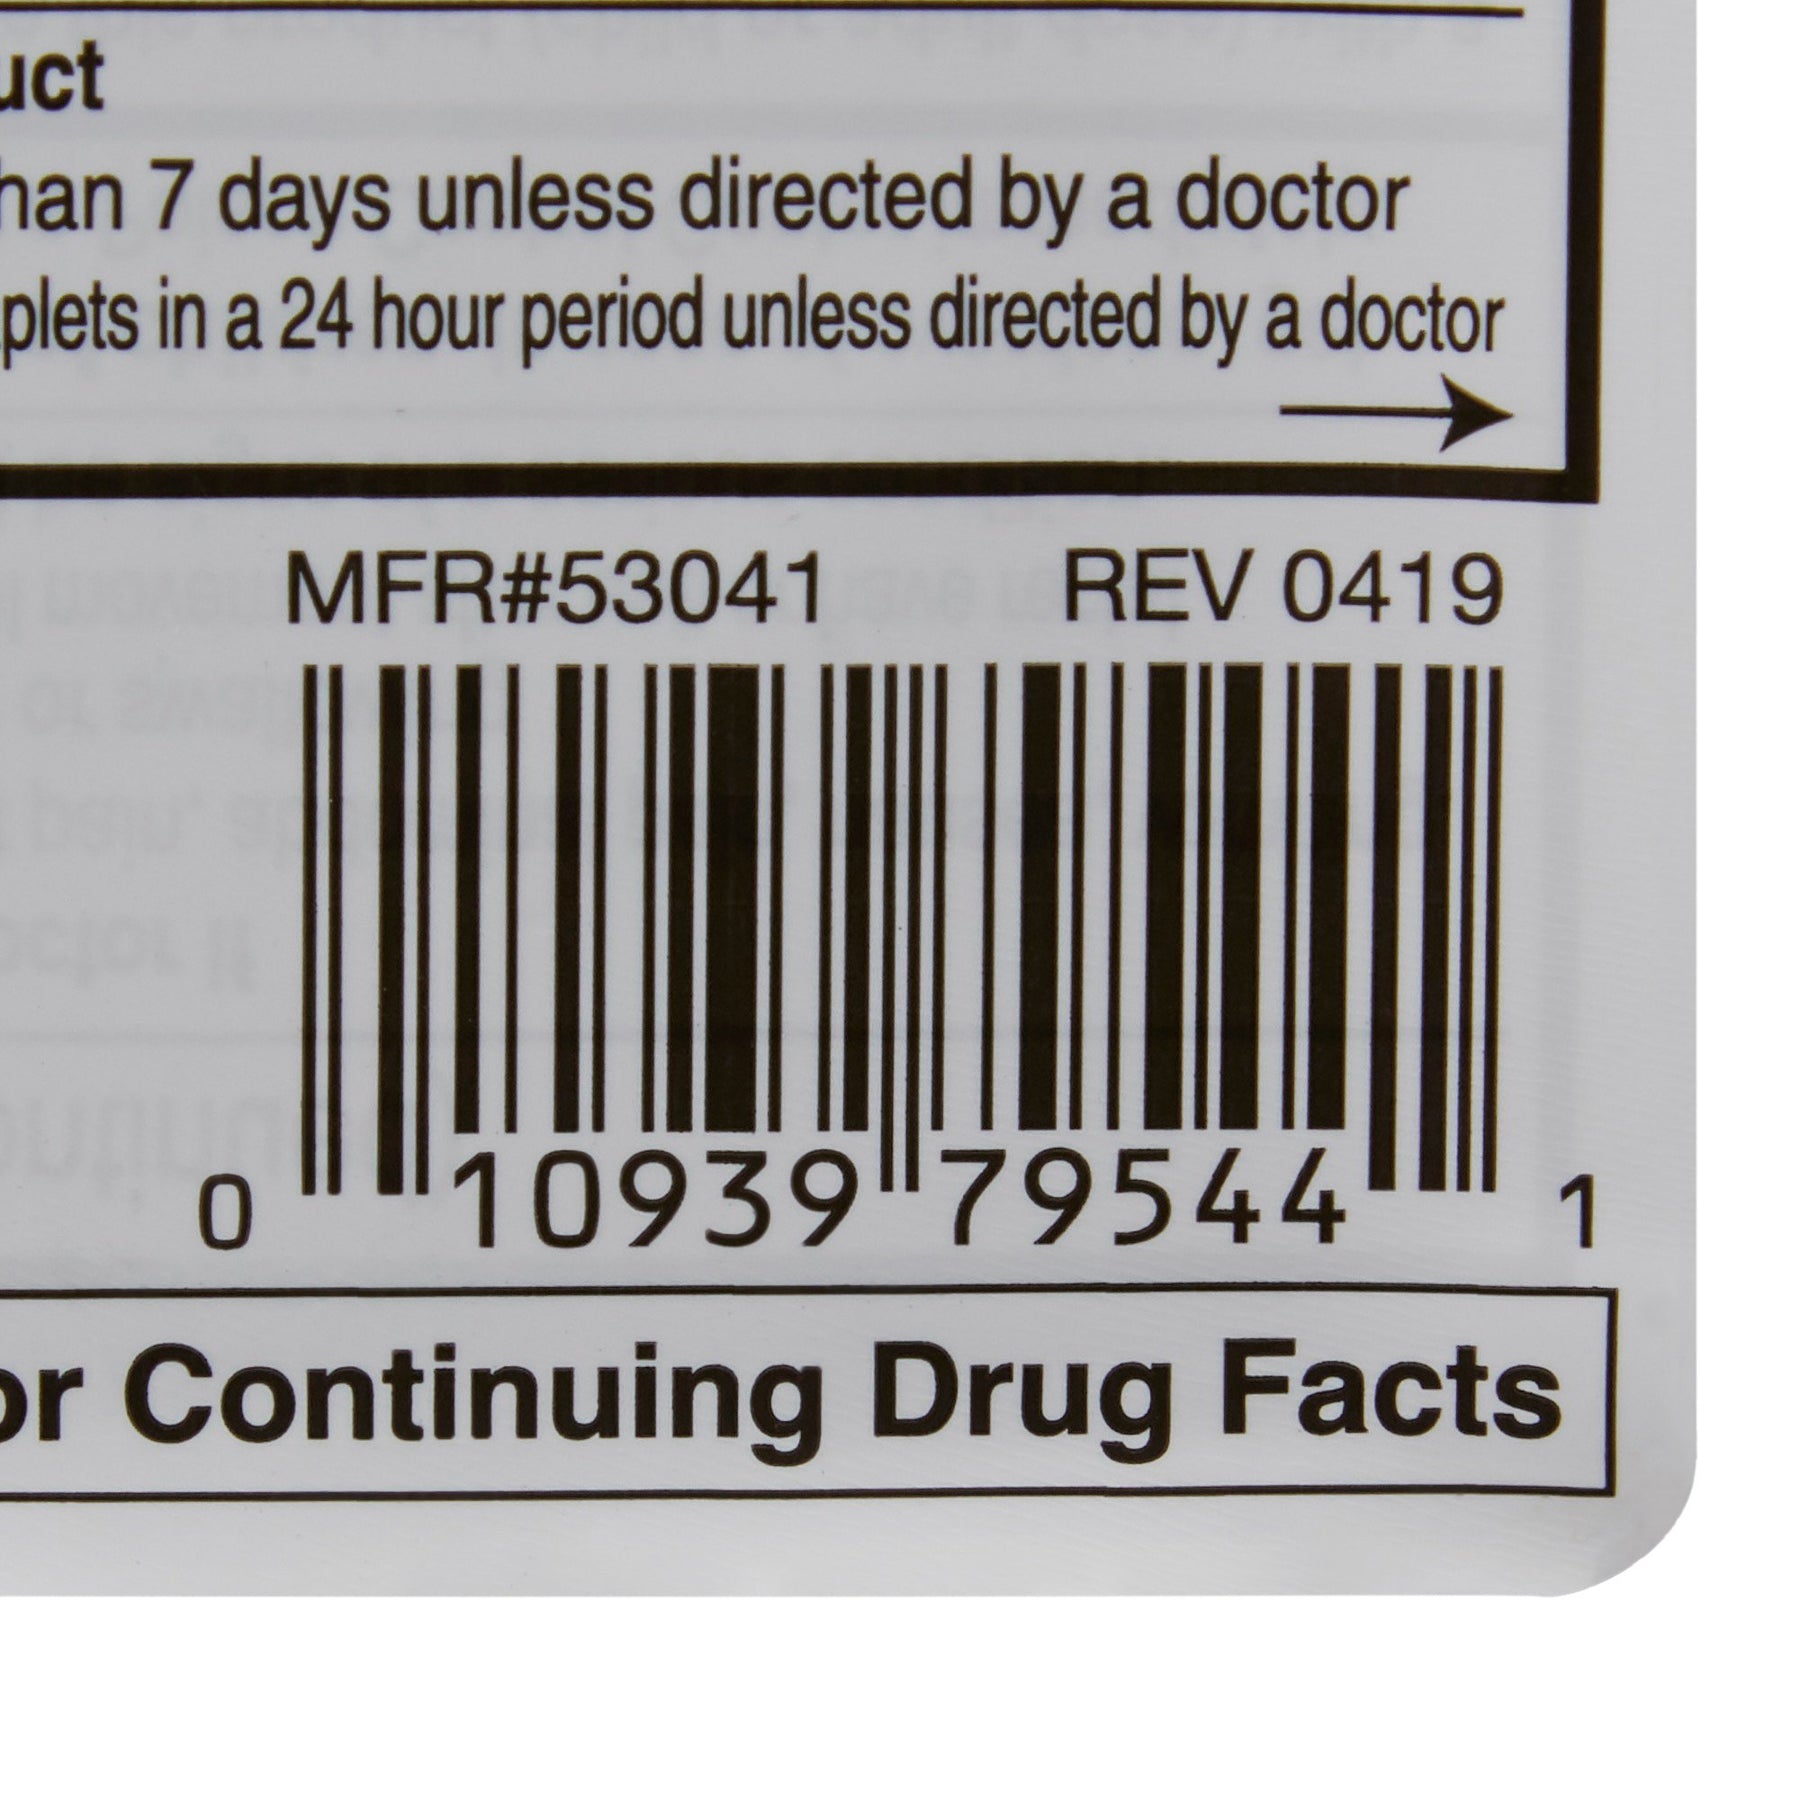 uct
han 7 days unless directed by a doctor
plets in a 24 hour period unless directed by a doctor
MFR#53041 REV 0419
0 10939 79544 1
or Continuing Drug Facts